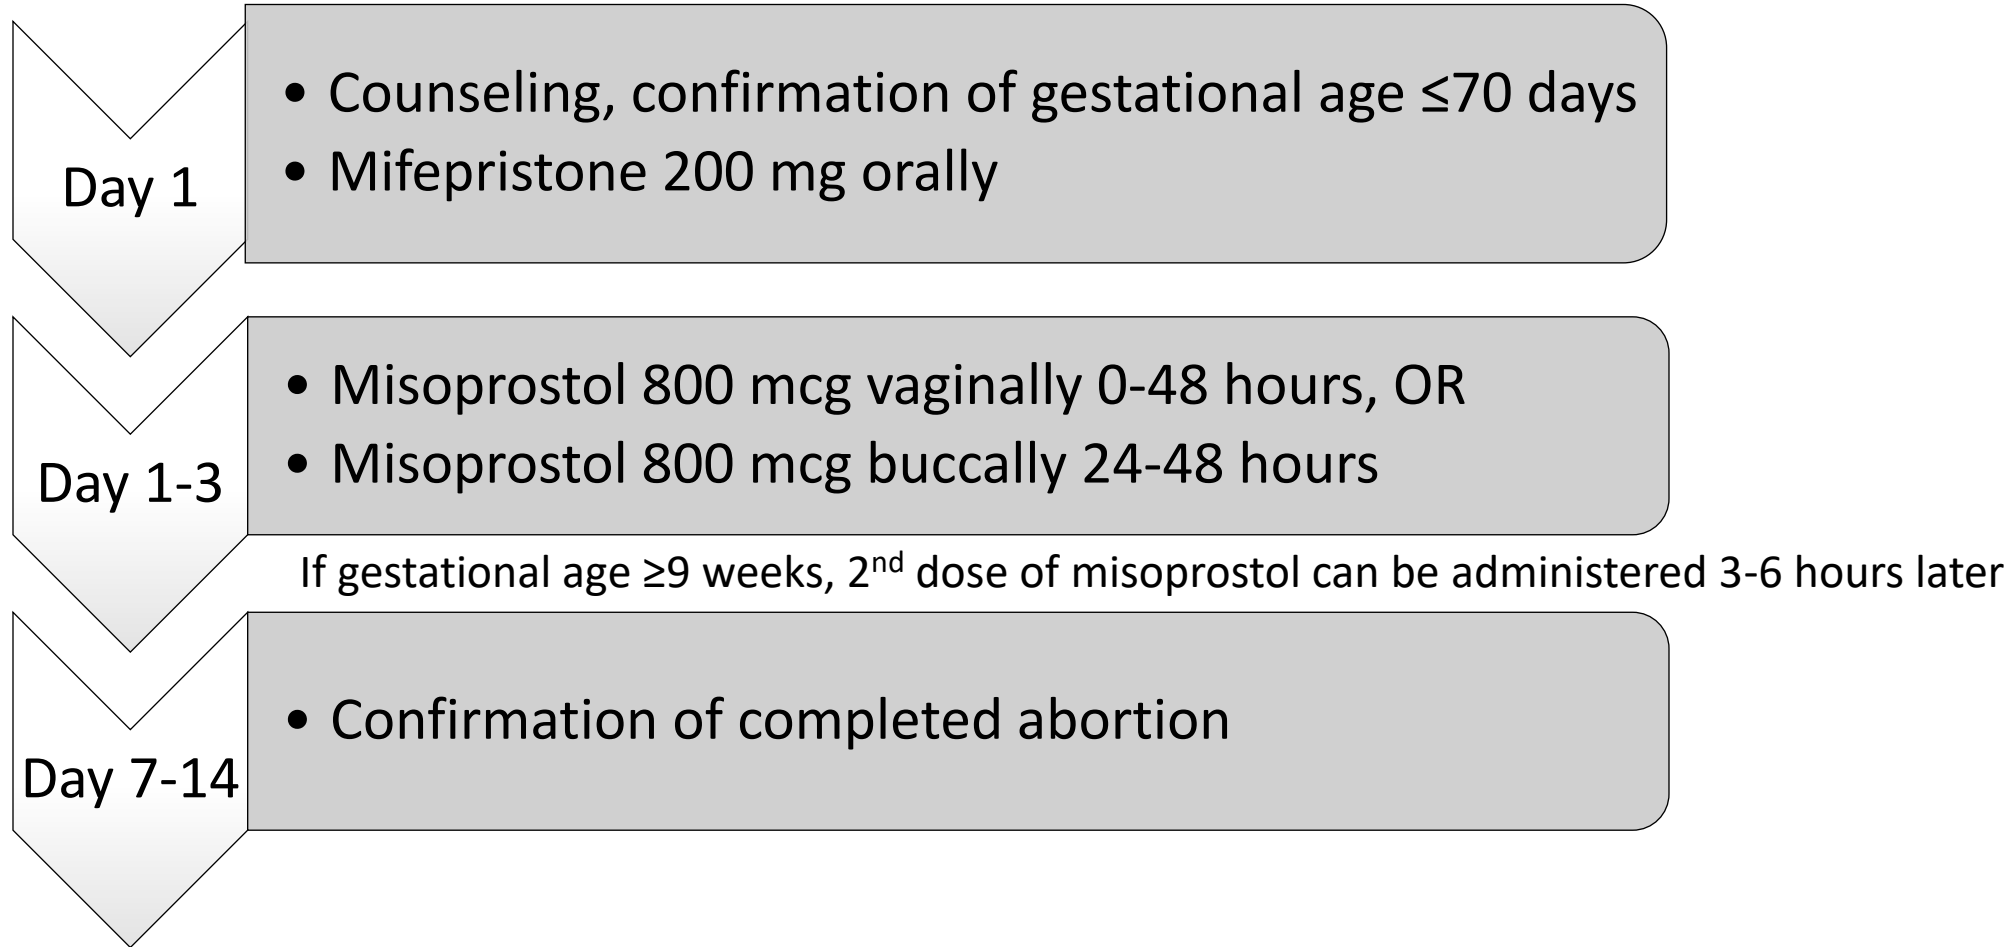 Day 1
• Counseling, confirmation of gestational age ≤70 days
• Mifepristone 200 mg orally
Day 1-3
• Misoprostol 800 mcg vaginally 0-48 hours, OR
• Misoprostol 800 mcg buccally 24-48 hours
If gestational age ≥9 weeks, 2nd dose of misoprostol can be administered 3-6 hours later
Day 7-14
• Confirmation of completed abortion